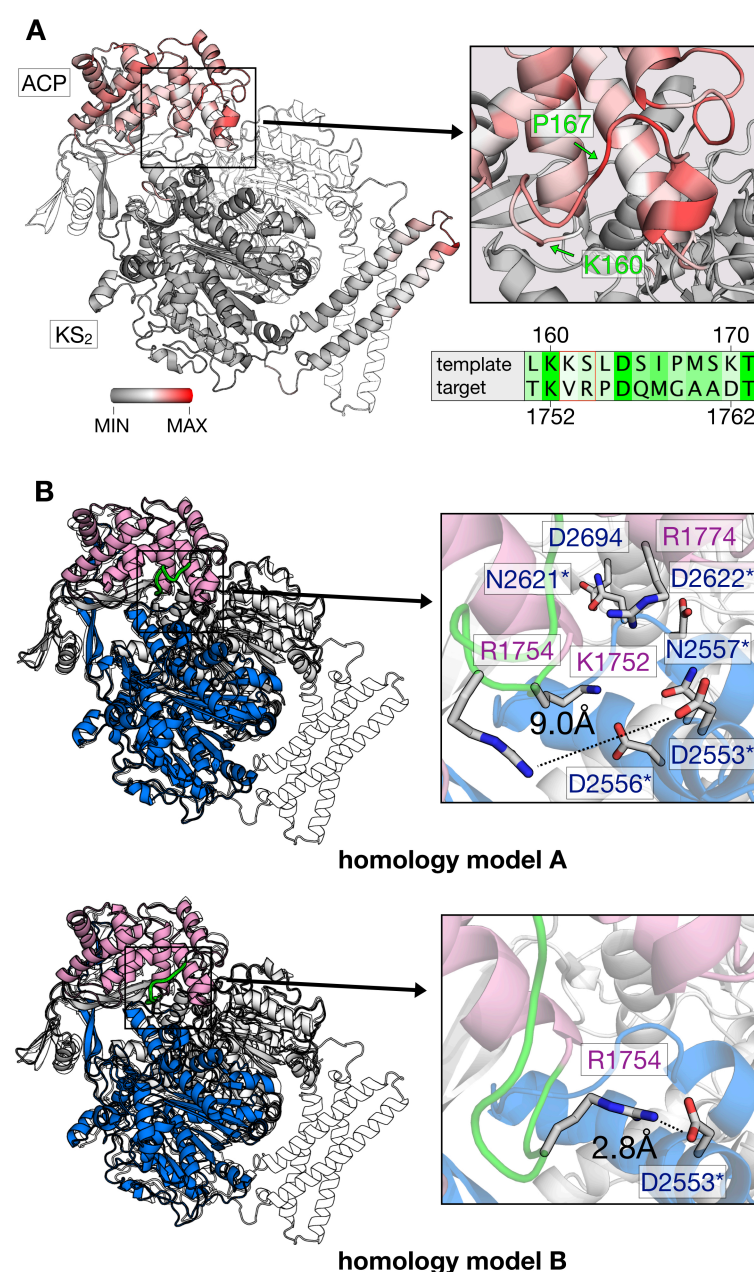 A
ACP
KS₂
MIN MAX
P167
K160
160 170
template L K K S L D S I P M S K T
target T K V R P D Q M G A A D T
1752 1762
B
D2694 R1774
N2621* D2622*
R1754 K1752 N2557*
9.0Å
D2553*
D2556*
homology model A
R1754
2.8Å
D2553*
homology model B